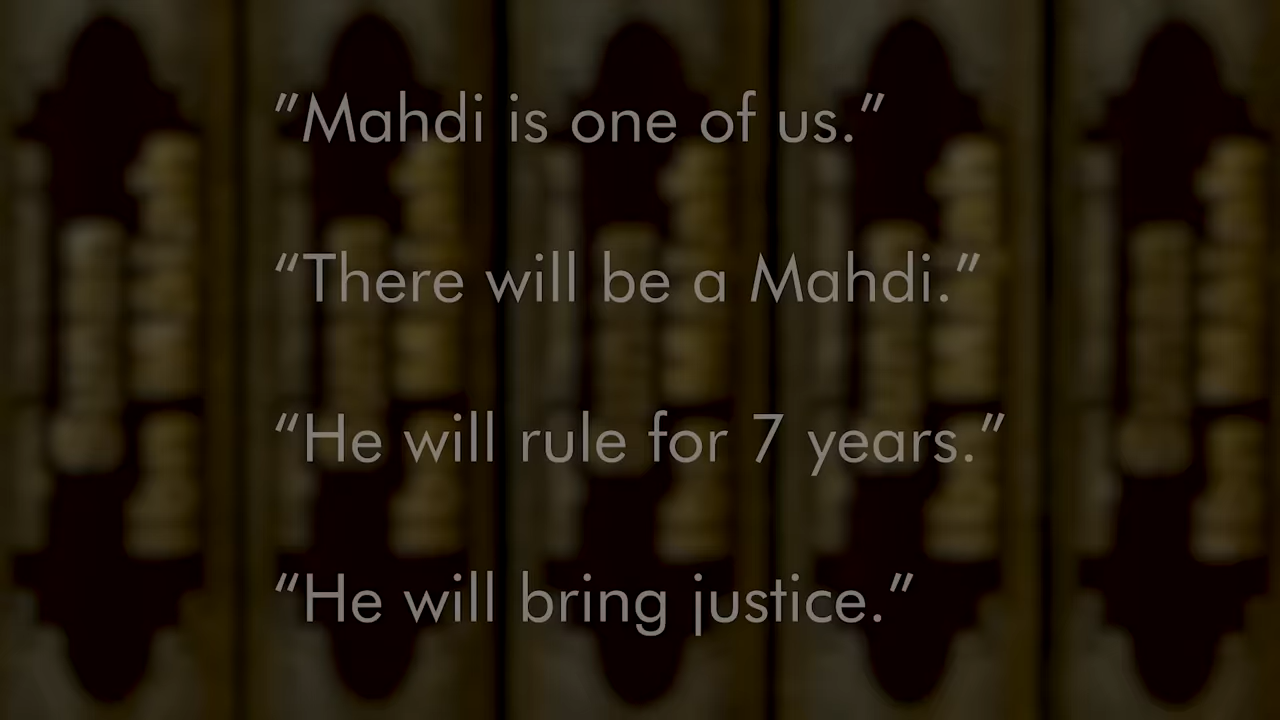 ”Mahdi is one of us.”
“There will be a Mahdi.”
“He will rule for 7 years.”
“He will bring justice.”